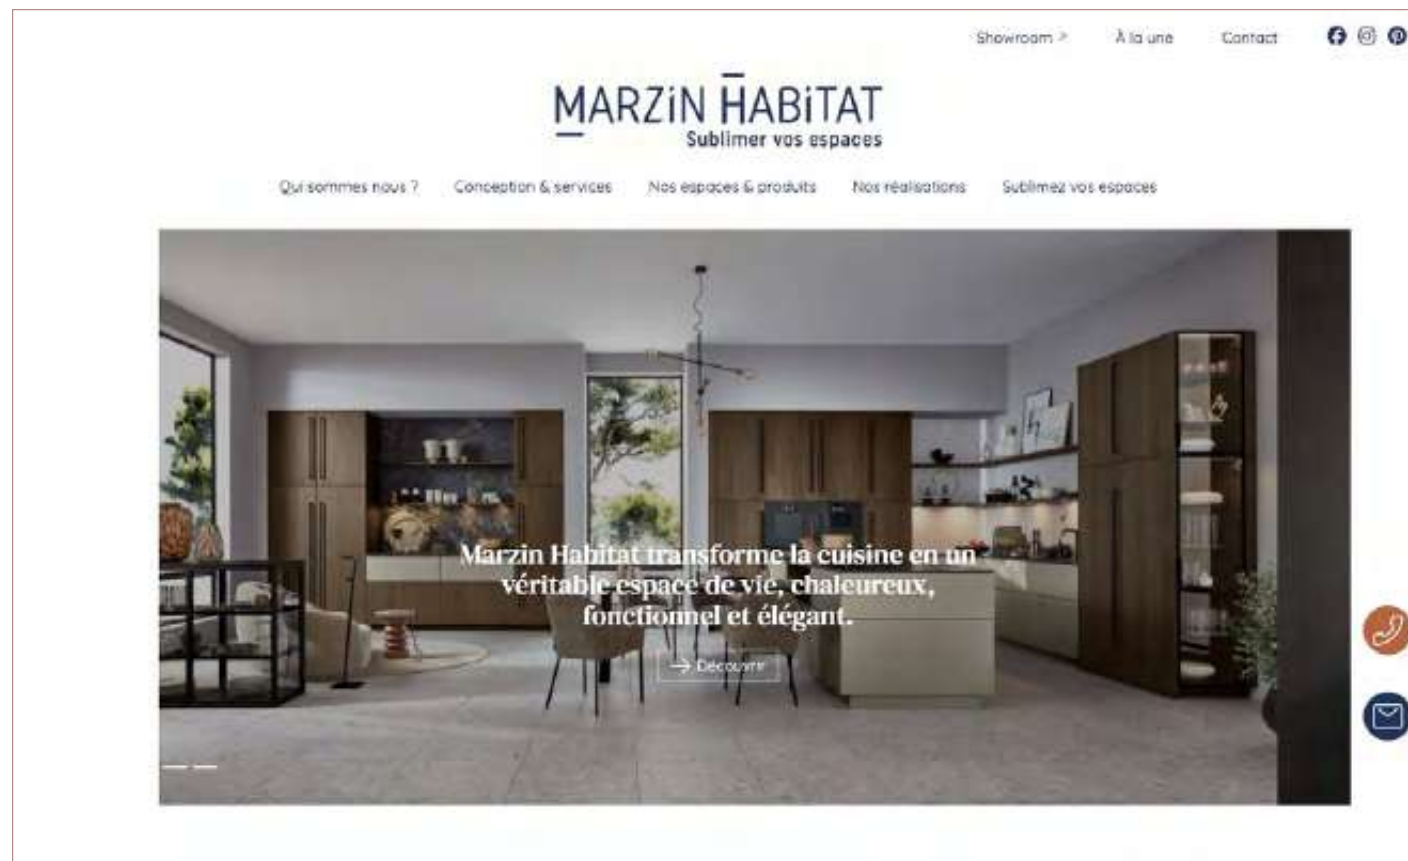 Showroom >
À la une
Contact
MARZiN HABiTAT
Sublimer vos espaces
Qui sommes nous ?
Conception & services
Nos espaces & produits
Nos réalisations
Sublimez vos espaces
Marzin Habitat transforme la cuisine en un
véritable espace de vie, chaleureux,
fonctionnel et élégant.
→ Découvrir